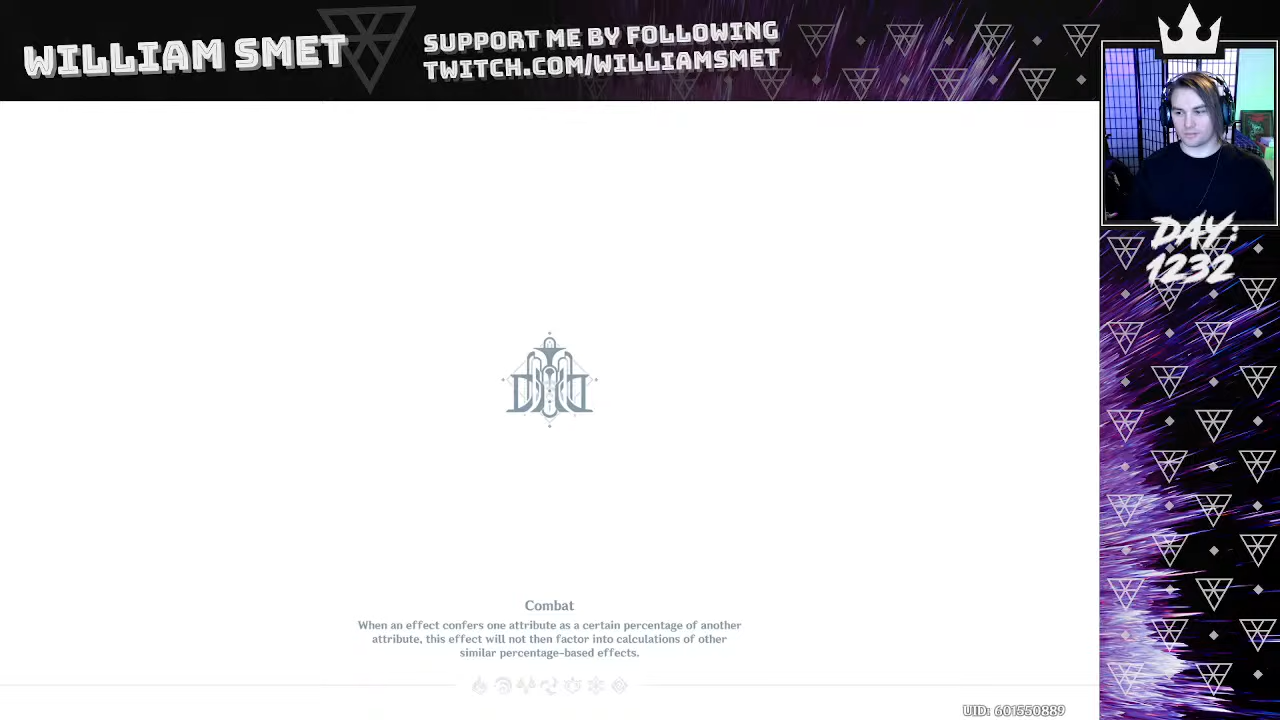 WILLIAM SMET
SUPPORT ME BY FOLLOWING
TWITCH.COM/WILLIAMSMET
DAY:
1232
Combat
When an effect confers one attribute as a certain percentage of another
attribute, this effect will not then factor into calculations of other
similar percentage-based effects.
UID: 601550889